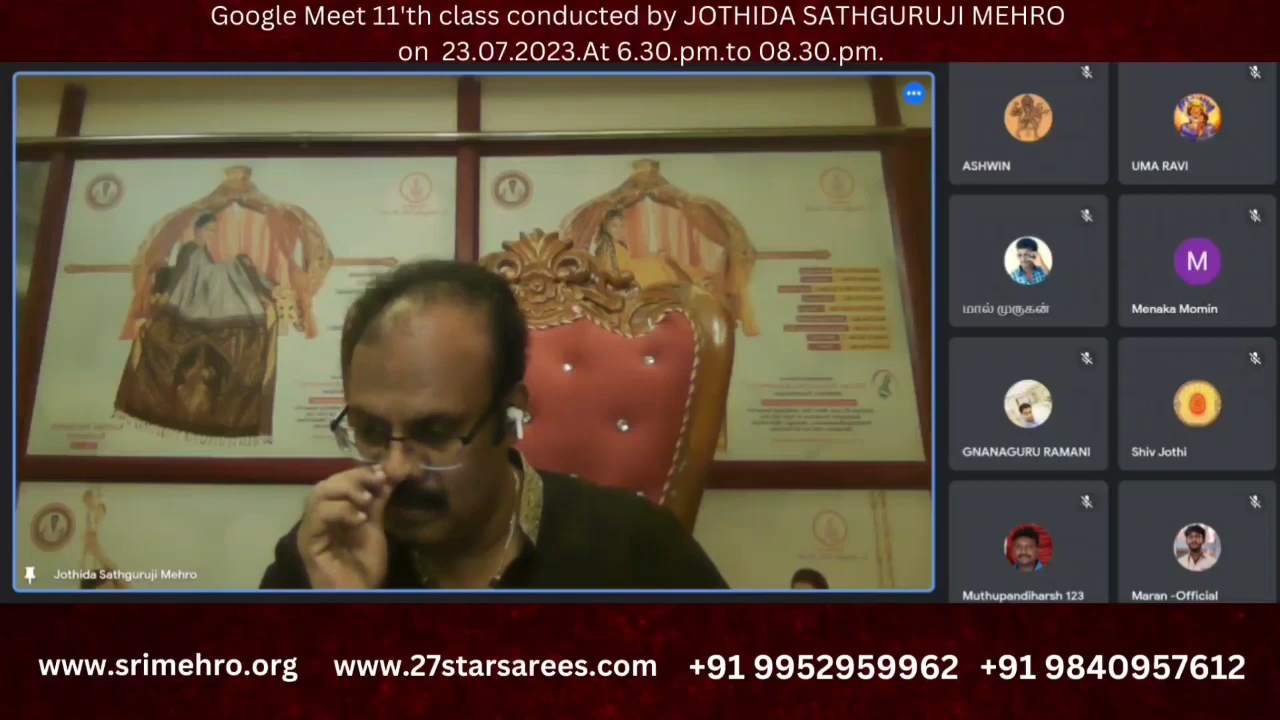 Google Meet 11'th class conducted by JOTHIDA SATHGURUJI MEHRO
on 23.07.2023.At 6.30.pm.to 08.30.pm.
ASHWIN
UMA RAVI
மால் முருகன்
Menaka Momin
GNANAGURU RAMANI
Shiv Jothi
Jothida Sathguruji Mehro
Muthupandiharsh 123
Maran -Official
www.srimehro.org www.27starsarees.com +91 9952959962 +91 9840957612